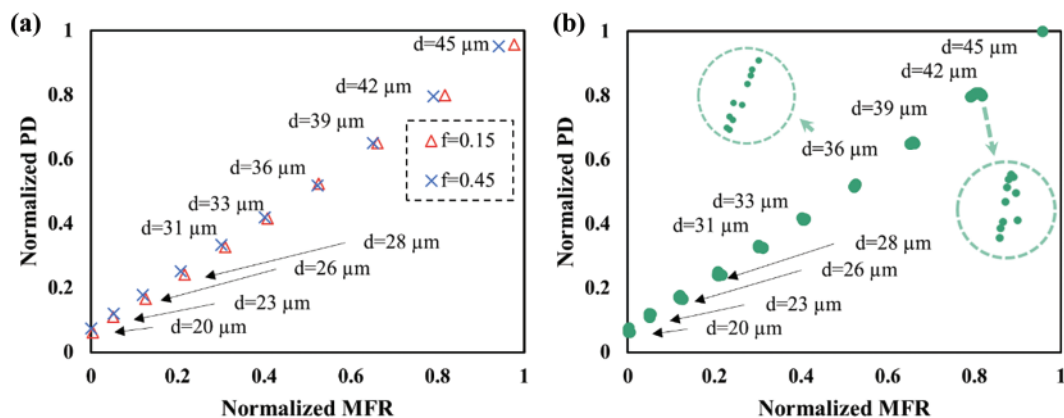 (a)
1
0.8
0.6
0.4
0.2
0
0
0.2
0.4
0.6
0.8
1
Normalized PD
Normalized MFR
d=45 µm
d=42 µm
d=39 µm
d=36 µm
d=33 µm
d=31 µm
d=28 µm
d=26 µm
d=23 µm
d=20 µm
f=0.15
f=0.45
(b)
1
0.8
0.6
0.4
0.2
0
0
0.2
0.4
0.6
0.8
1
Normalized PD
Normalized MFR
d=45 µm
d=42 µm
d=39 µm
d=36 µm
d=33 µm
d=31 µm
d=28 µm
d=26 µm
d=23 µm
d=20 µm